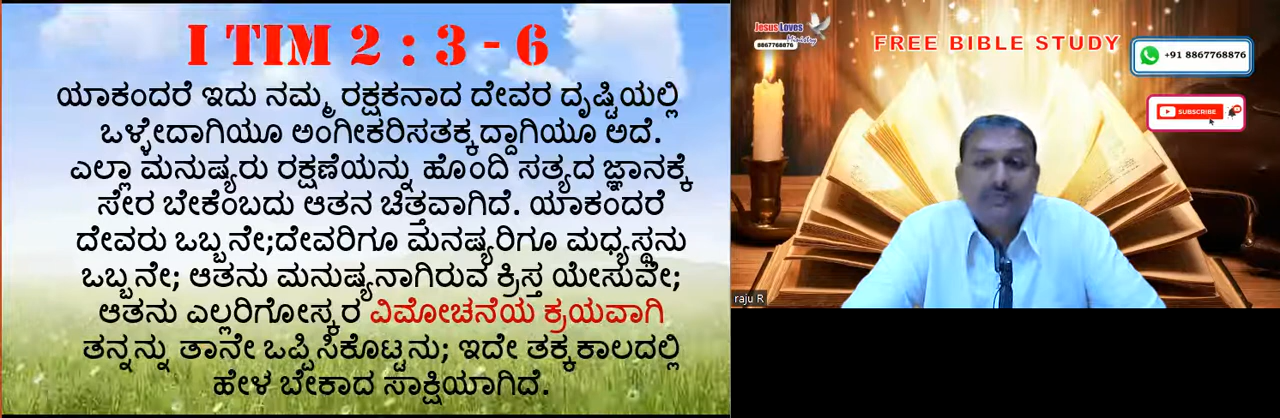 I TIM 2 : 3 - 6
ಯಾಕಂದರೆ ಇದು ನಮ್ಮ ರಕ್ಷಕನಾದ ದೇವರ ದೃಷ್ಟಿಯಲ್ಲಿ
ಒಳ್ಳೇದಾಗಿಯೂ ಅಂಗೀಕರಿಸತಕ್ಕದ್ದಾಗಿಯೂ ಅದೆ.
ಎಲ್ಲಾ ಮನುಷ್ಯರು ರಕ್ಷಣೆಯನ್ನು ಹೊಂದಿ ಸತ್ಯದ ಜ್ಞಾನಕ್ಕೆ
ಸೇರ ಬೇಕೆಂಬದು ಆತನ ಚಿತ್ತವಾಗಿದೆ. ಯಾಕಂದರೆ
ದೇವರು ಒಬ್ಬನೇ;ದೇವರಿಗೂ ಮನಷ್ಯರಿಗೂ ಮಧ್ಯಸ್ಥನು
ಒಬ್ಬನೇ; ಆತನು ಮನುಷ್ಯನಾಗಿರುವ ಕ್ರಿಸ್ತ ಯೇಸುವೇ;
ಆತನು ಎಲ್ಲರಿಗೋಸ್ಕರ ವಿಮೋಚನೆಯ ಕ್ರಯವಾಗಿ
ತನ್ನನ್ನು ತಾನೇ ಒಪ್ಪಿಸಿಕೊಟ್ಟನು; ಇದೇ ತಕ್ಕಕಾಲದಲ್ಲಿ
ಹೇಳ ಬೇಕಾದ ಸಾಕ್ಷಿಯಾಗಿದೆ.
Jesus Loves
Ministry
8867768876
FREE BIBLE STUDY
+91 8867768876
SUBSCRIBE
raju R